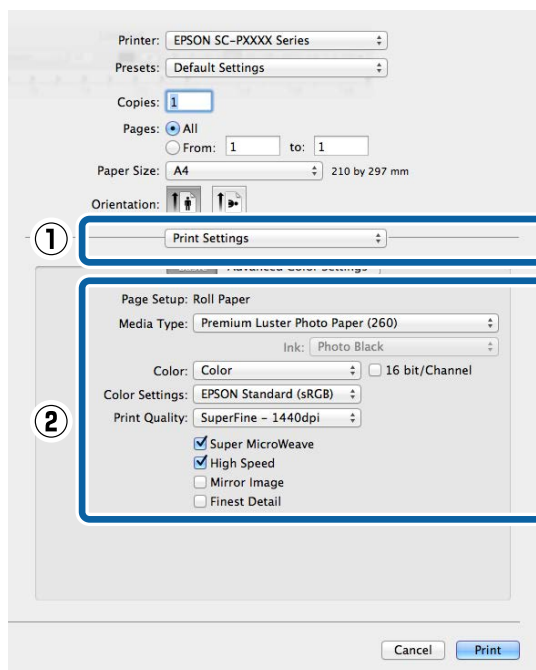 Printer: EPSON SC-PXXXX Series
Presets: Default Settings
Copies: 1
Pages: All
From: 1 to: 1
Paper Size: A4 210 by 297 mm
Orientation:
1 Print Settings
Advanced Color Settings
Page Setup: Roll Paper
Media Type: Premium Luster Photo Paper (260)
Ink: Photo Black
Color: Color 16 bit/Channel
Color Settings: EPSON Standard (sRGB)
2 Print Quality: SuperFine – 1440dpi
Super MicroWeave
High Speed
Mirror Image
Finest Detail
Cancel Print